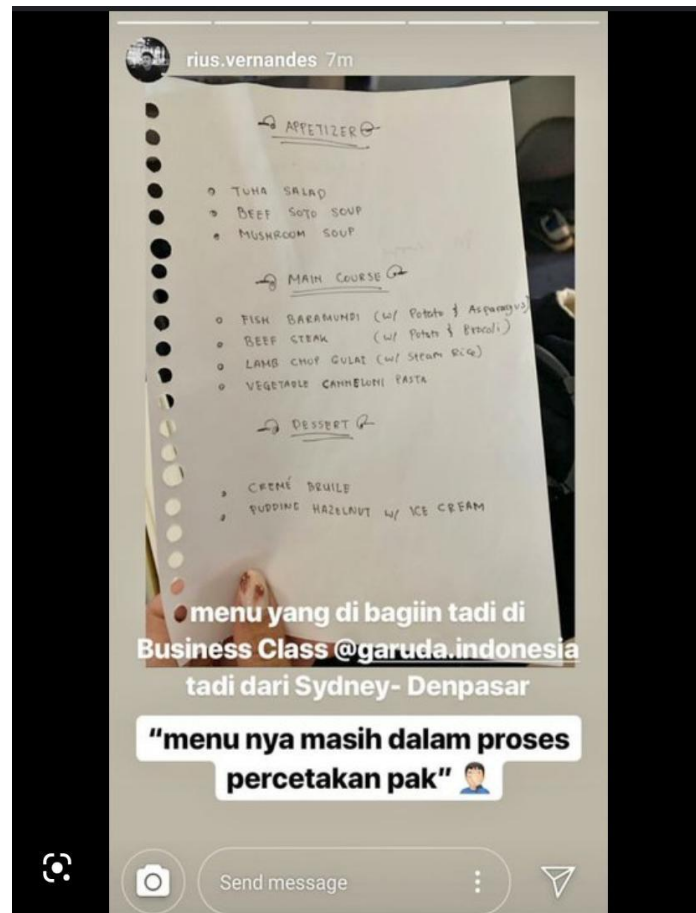 rius.vernandes 7m
APPETIZER
TUNA SALAD
BEEF SOTO SOUP
MUSHROOM SOUP
MAIN COURSE
FISH BARAMUNDI (w/ Potato & Asparagus)
BEEF STEAK (w/ Potato & Brocoli)
LAMB CHOP GULAI (w/ Steam Rice)
VEGETABLE CANNELONI PASTA
DESSERT
CREMÉ BRUILE
PUDDING HAZELNUT w/ ICE CREAM
menu yang di bagiin tadi di
Business Class @garuda.indonesia
tadi dari Sydney- Denpasar
“menu nya masih dalam proses
percetakan pak” 🤦🏻‍♂️
Send message